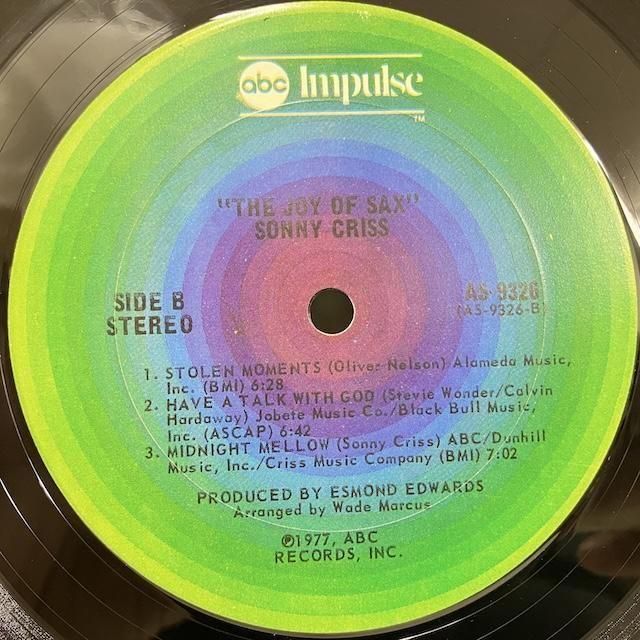 abc Impulse
TM
"THE JOY OF SAX"
SONNY CRISS
SIDE B
STEREO
AS-9326
(AS-9326-B)
1. STOLEN MOMENTS (Oliver Nelson) Alameda Music,
Inc. (BMI) 6:28
2. HAVE A TALK WITH GOD (Stevie Wonder/Calvin
Hardaway) Jobete Music Co./Black Bull Music,
Inc. (ASCAP) 6:42
3. MIDNIGHT MELLOW (Sonny Criss) ABC/Dunhill
Music, Inc./Criss Music Company (BMI) 7:02
PRODUCED BY ESMOND EDWARDS
Arranged by Wade Marcus
℗1977, ABC
RECORDS, INC.